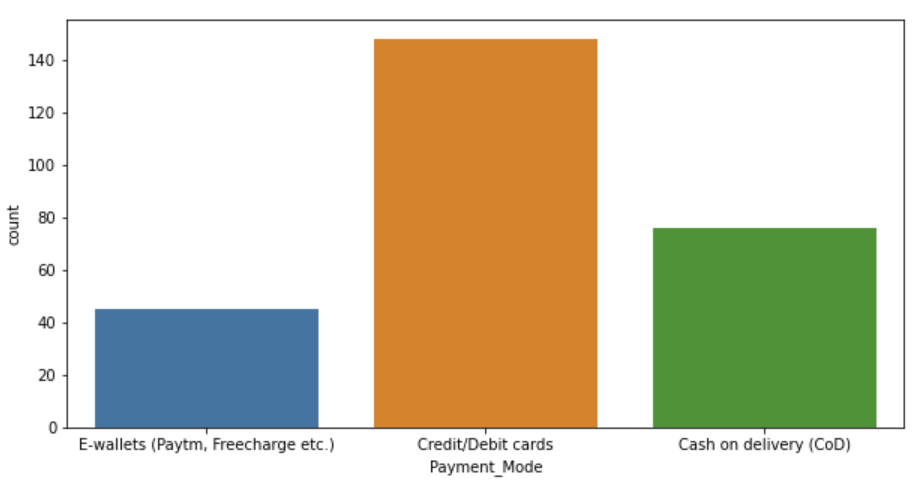 140
120
100
80
60
40
20
0
count
E-wallets (Paytm, Freecharge etc.) Credit/Debit cards Cash on delivery (CoD)
Payment_Mode